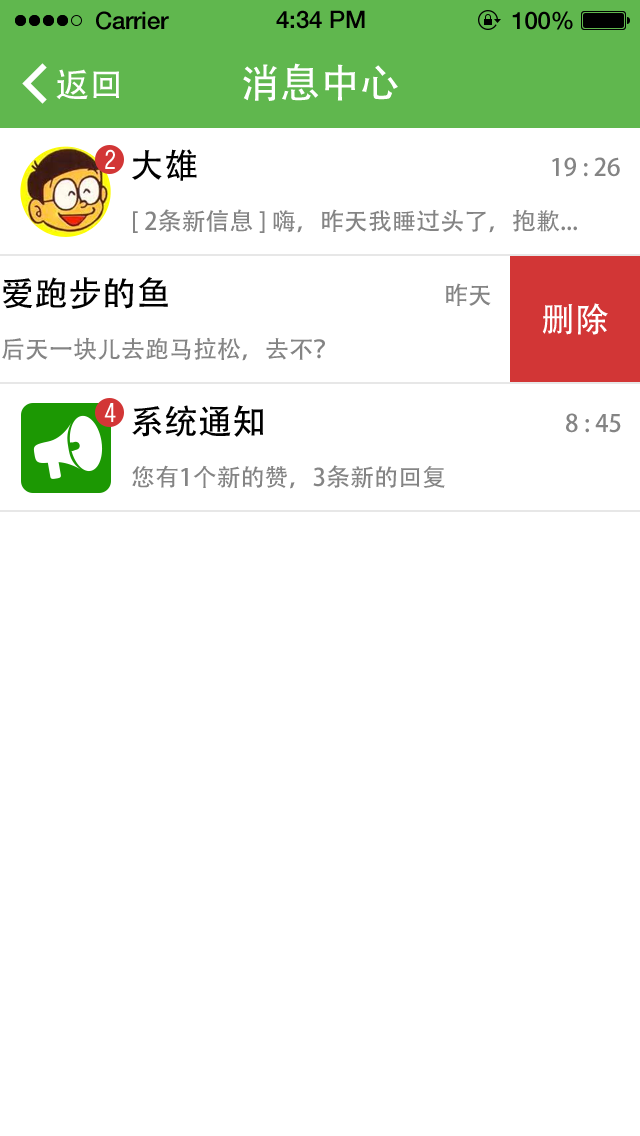 Carrier 4:34 PM 100%
返回 消息中心
2 大雄 19:26
[ 2条新信息 ] 嗨，昨天我睡过头了，抱歉...
爱跑步的鱼 昨天 删除
后天一块儿去跑马拉松，去不？
4 系统通知 8:45
您有1个新的赞，3条新的回复